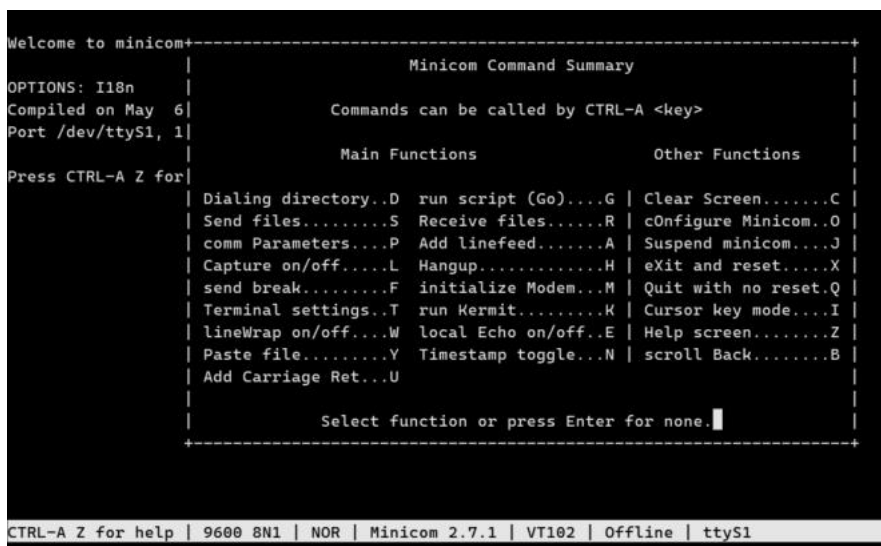 Welcome to minicom+-------------------------------------------------------------------+
| Minicom Command Summary |
OPTIONS: I18n | |
Compiled on May 6| Commands can be called by CTRL-A <key> |
Port /dev/ttyS1, 1| |
| Main Functions Other Functions |
Press CTRL-A Z for| |
| Dialing directory..D run script (Go)....G | Clear Screen.......C |
| Send files.........S Receive files......R | cOnfigure Minicom..O |
| comm Parameters....P Add linefeed.......A | Suspend minicom....J |
| Capture on/off.....L Hangup.............H | eXit and reset.....X |
| send break.........F initialize Modem...M | Quit with no reset.Q |
| Terminal settings..T run Kermit.........K | Cursor key mode....I |
| lineWrap on/off....W local Echo on/off..E | Help screen........Z |
| Paste file.........Y Timestamp toggle...N | scroll Back........B |
| Add Carriage Ret...U |
| |
| Select function or press Enter for none. |
+-------------------------------------------------------------------+
CTRL-A Z for help | 9600 8N1 | NOR | Minicom 2.7.1 | VT102 | Offline | ttyS1